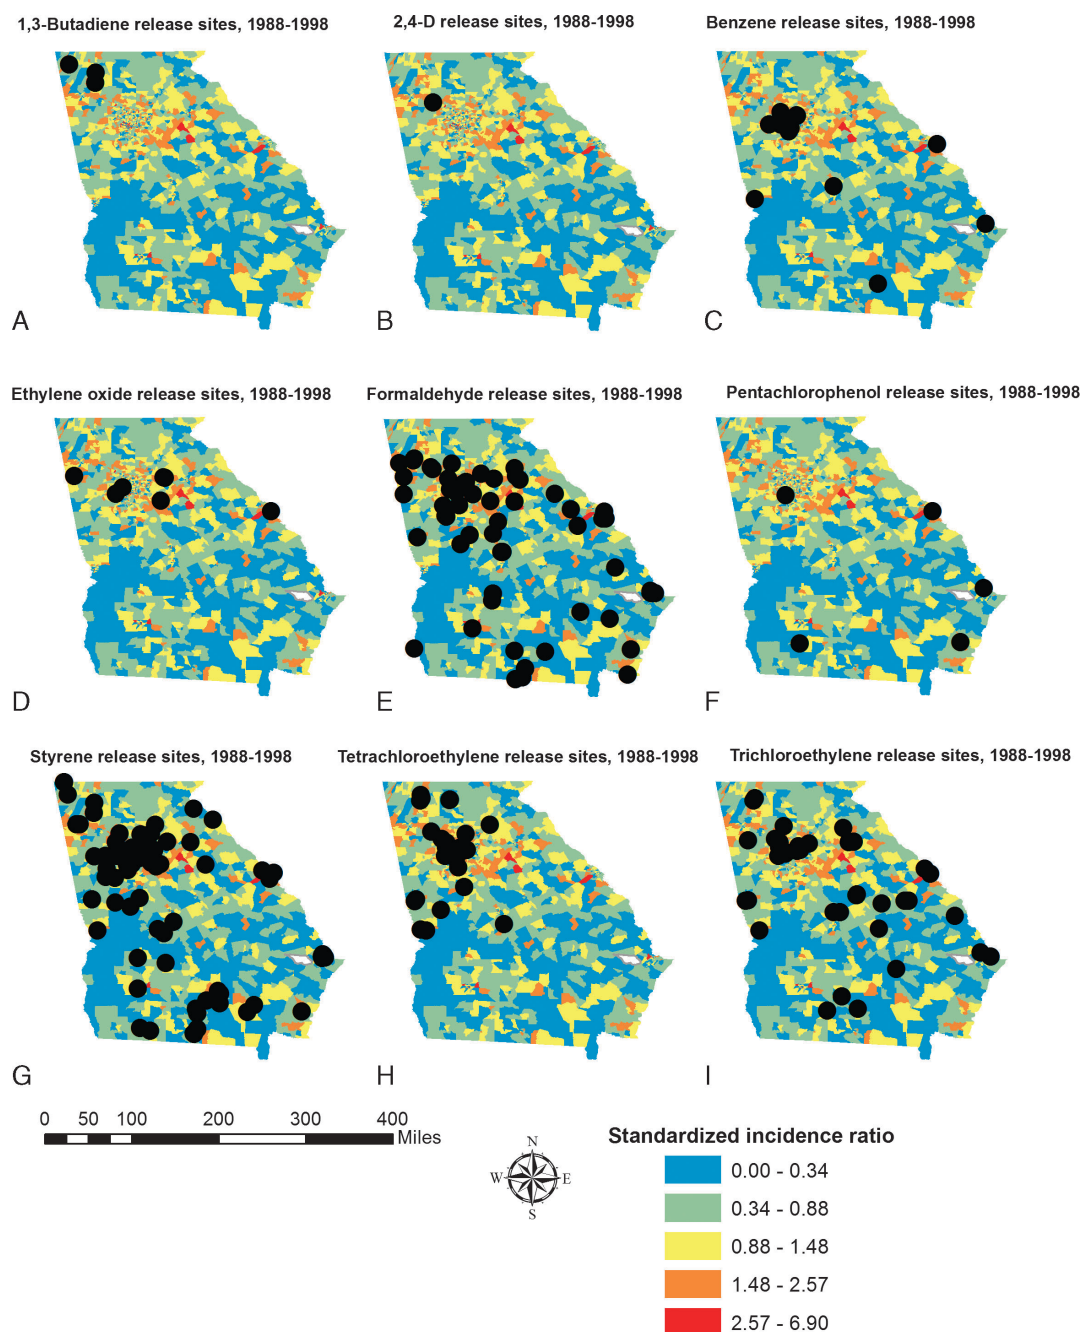 1,3-Butadiene release sites, 1988-1998
2,4-D release sites, 1988-1998
Benzene release sites, 1988-1998
A
B
C
Ethylene oxide release sites, 1988-1998
Formaldehyde release sites, 1988-1998
Pentachlorophenol release sites, 1988-1998
D
E
F
Styrene release sites, 1988-1998
Tetrachloroethylene release sites, 1988-1998
Trichloroethylene release sites, 1988-1998
G
H
I
0 50 100 200 300 400
Miles
N
W E
S
Standardized incidence ratio
0.00 - 0.34
0.34 - 0.88
0.88 - 1.48
1.48 - 2.57
2.57 - 6.90